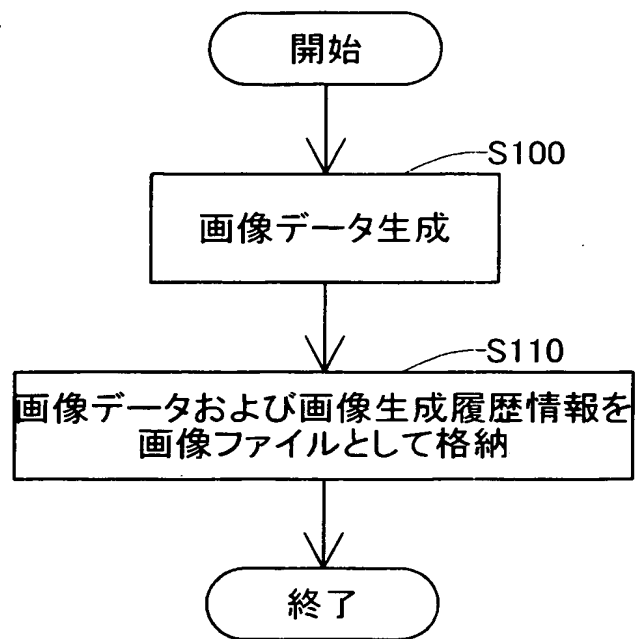 開始
S100
画像データ生成
S110
画像データおよび画像生成履歴情報を
画像ファイルとして格納
終了